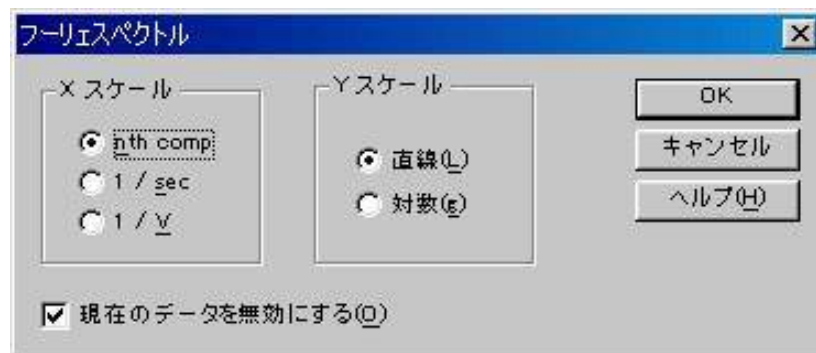 フーリェスペクトル
X スケール
nth comp
1 / sec
1 / V
Yスケール
直線(L)
対数(g)
OK
キャンセル
ヘルプ(H)
現在のデータを無効にする(O)